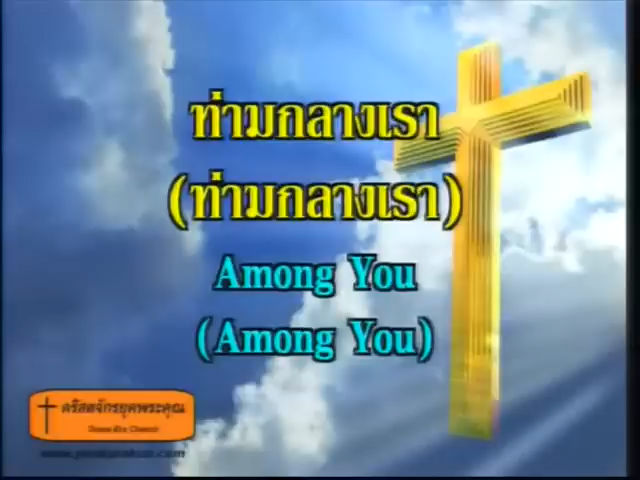 ท่ามกลางเรา
(ท่ามกลางเรา)
Among You
(Among You)
คริสตจักรยุคพระคุณ
Church